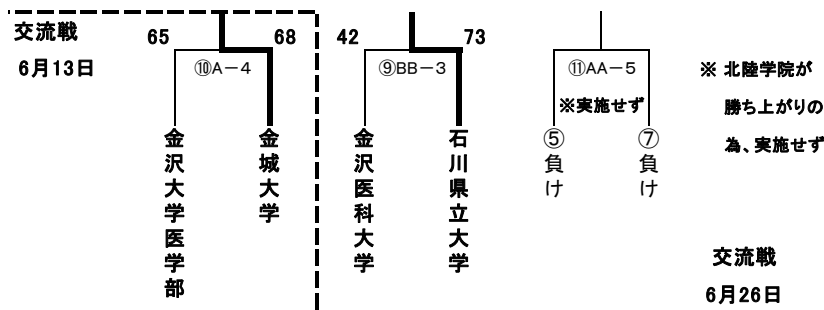 交流戦
6月13日
65 68
⑩A－4
金沢大学医学部
金城大学
42 73
⑨BB－3
金沢医科大学
石川県立大学
⑪AA－5
※実施せず
⑤負け
⑦負け
※ 北陸学院が
勝ち上がりの
為、実施せず
交流戦
6月26日